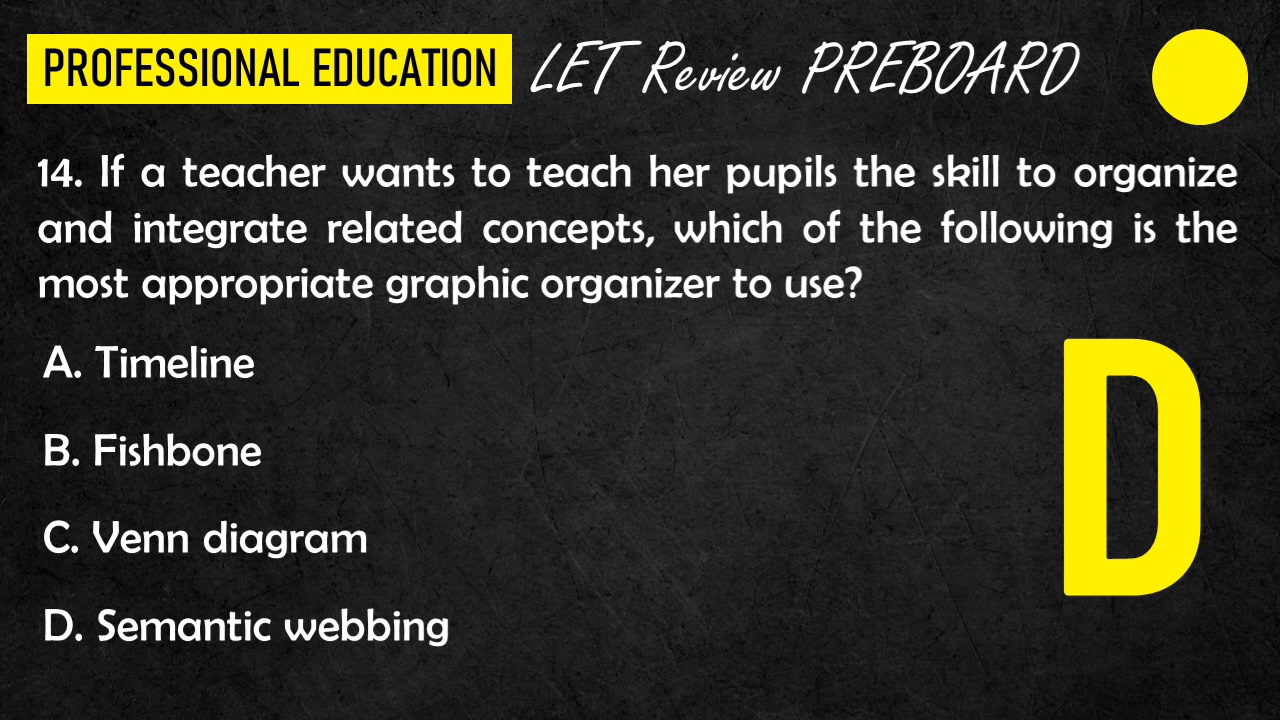 PROFESSIONAL EDUCATION LET Review PREBOARD
14. If a teacher wants to teach her pupils the skill to organize
and integrate related concepts, which of the following is the
most appropriate graphic organizer to use?
A. Timeline
B. Fishbone
C. Venn diagram
D. Semantic webbing
D